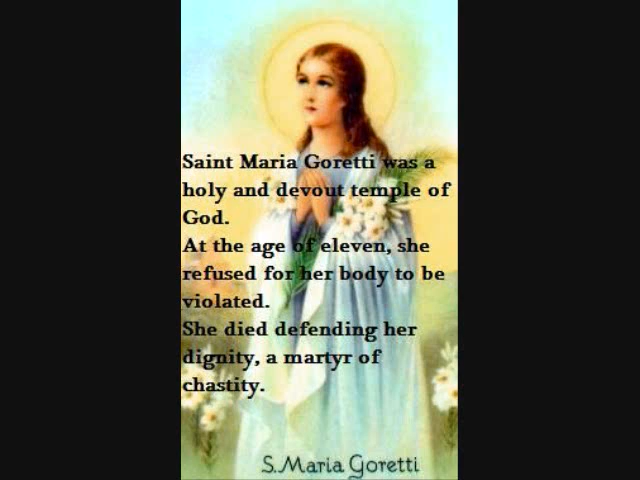 Saint Maria Goretti was a
holy and devout temple of
God.
At the age of eleven, she
refused for her body to be
violated.
She died defending her
dignity, a martyr of
chastity.
S. Maria Goretti